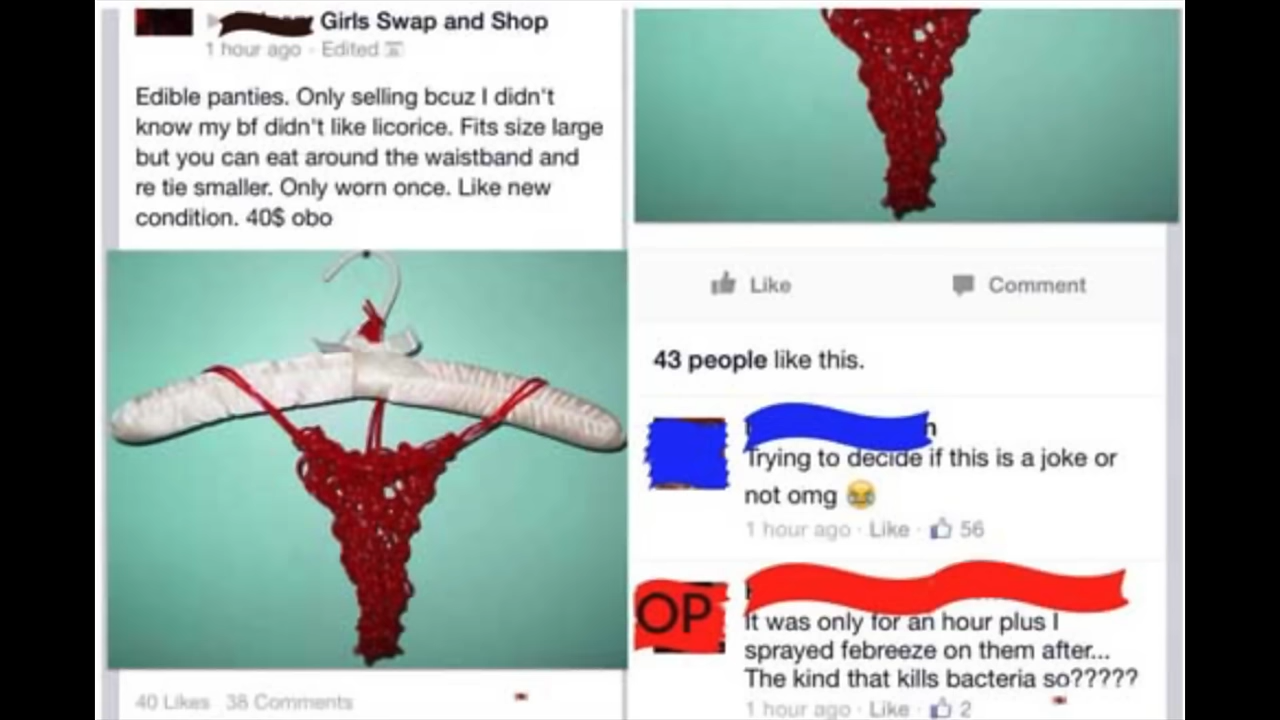 Girls Swap and Shop
1 hour ago · Edited
Edible panties. Only selling bcuz I didn't
know my bf didn't like licorice. Fits size large
but you can eat around the waistband and
re tie smaller. Only worn once. Like new
condition. 40$ obo
40 Likes 38 Comments
Like Comment
43 people like this.
Trying to decide if this is a joke or
not omg 😂
1 hour ago · Like · 56
OP
It was only for an hour plus I
sprayed febreeze on them after...
The kind that kills bacteria so?????
1 hour ago · Like · 2